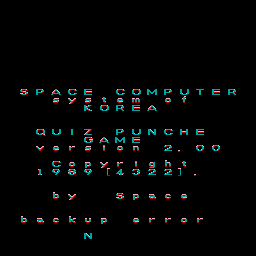 SPACE COMPUTER
system of
KOREA
QUIZ PUNCHE
GAME
Version 2.00
Copyright
1989 [4322].
by Space
backup error
N